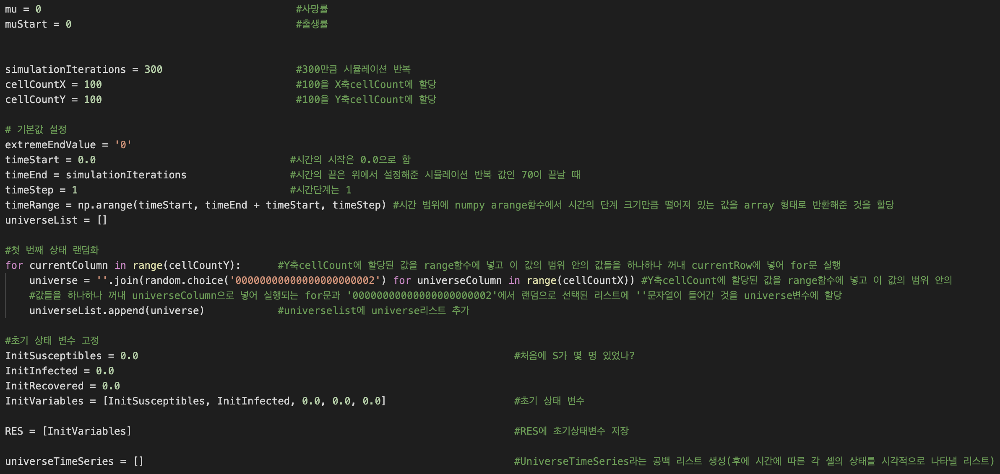 mu = 0 #사망률
muStart = 0 #출생률
simulationIterations = 300 #300만큼 시뮬레이션 반복
cellCountX = 100 #100을 X축cellCount에 할당
cellCountY = 100 #100을 Y축cellCount에 할당
# 기본값 설정
extremeEndValue = '0'
timeStart = 0.0 #시간의 시작은 0.0으로 함
timeEnd = simulationIterations #시간의 끝은 위에서 설정해준 시뮬레이션 반복 값인 70이 끝날 때
timeStep = 1 #시간단계는 1
timeRange = np.arange(timeStart, timeEnd + timeStart, timeStep) #시간 범위에 numpy arange함수에서 시간의 단계 크기만큼 떨어져 있는 값을 array 형태로 반환해준 것을 할당
universeList = []
#첫 번째 상태 랜덤화
for currentColumn in range(cellCountY): #Y축cellCount에 할당된 값을 range함수에 넣고 이 값의 범위 안의 값들을 하나하나 꺼내 currentRow에 넣어 for문 실행
universe = ''.join(random.choice('00000000000000000000002') for universeColumn in range(cellCountX)) #Y축cellCount에 할당된 값을 range함수에 넣고 이 값의 범위 안의
#값들을 하나하나 꺼내 universeColumn으로 넣어 실행되는 for문과 '00000000000000000000002'에서 랜덤으로 선택된 리스트에 ''문자열이 들어간 것을 universe변수에 할당
universeList.append(universe) #universelist에 universe리스트 추가
#초기 상태 변수 고정
InitSusceptibles = 0.0 #처음에 S가 몇 명 있었나?
InitInfected = 0.0
InitRecovered = 0.0
InitVariables = [InitSusceptibles, InitInfected, 0.0, 0.0, 0.0] #초기 상태 변수
RES = [InitVariables] #RES에 초기상태변수 저장
universeTimeSeries = [] #UniverseTimeSeries라는 공백 리스트 생성(후에 시간에 따른 각 셀의 상태를 시각적으로 나타낼 리스트)